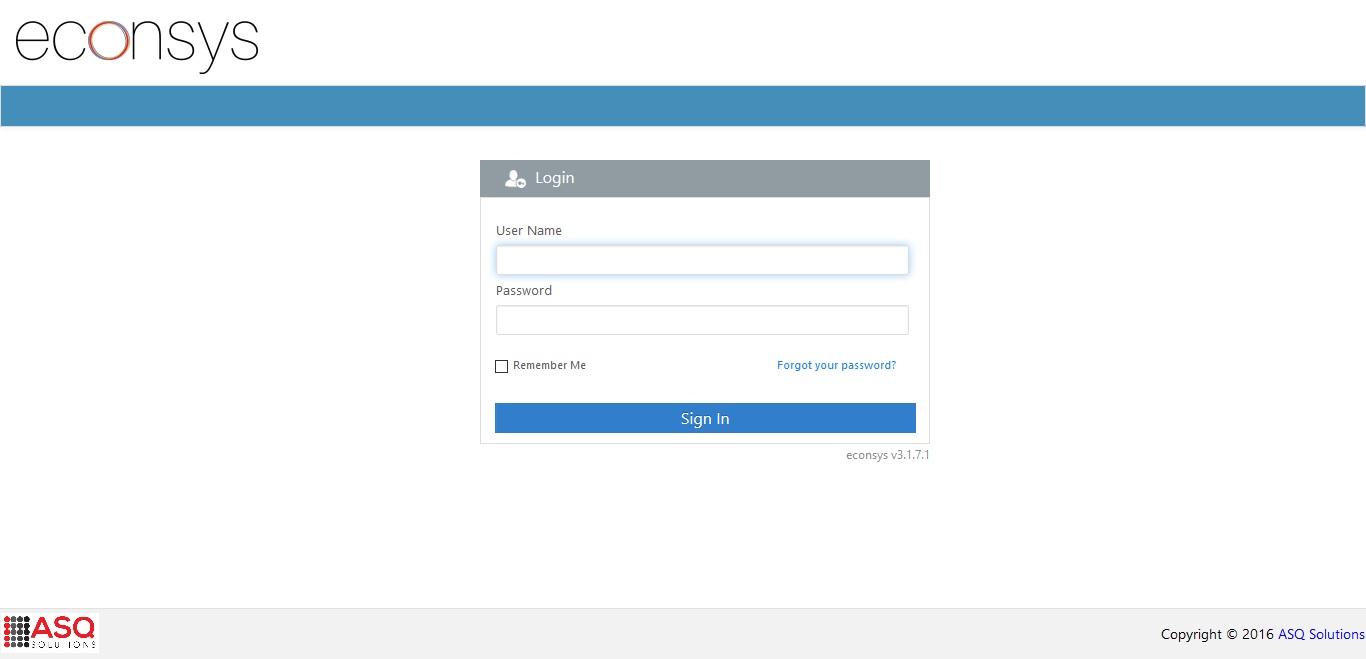 econsys
Login
User Name
Password
Remember Me
Forgot your password?
Sign In
econsys v3.1.7.1
ASQ
SOLUTIONS
Copyright © 2016 ASQ Solutions